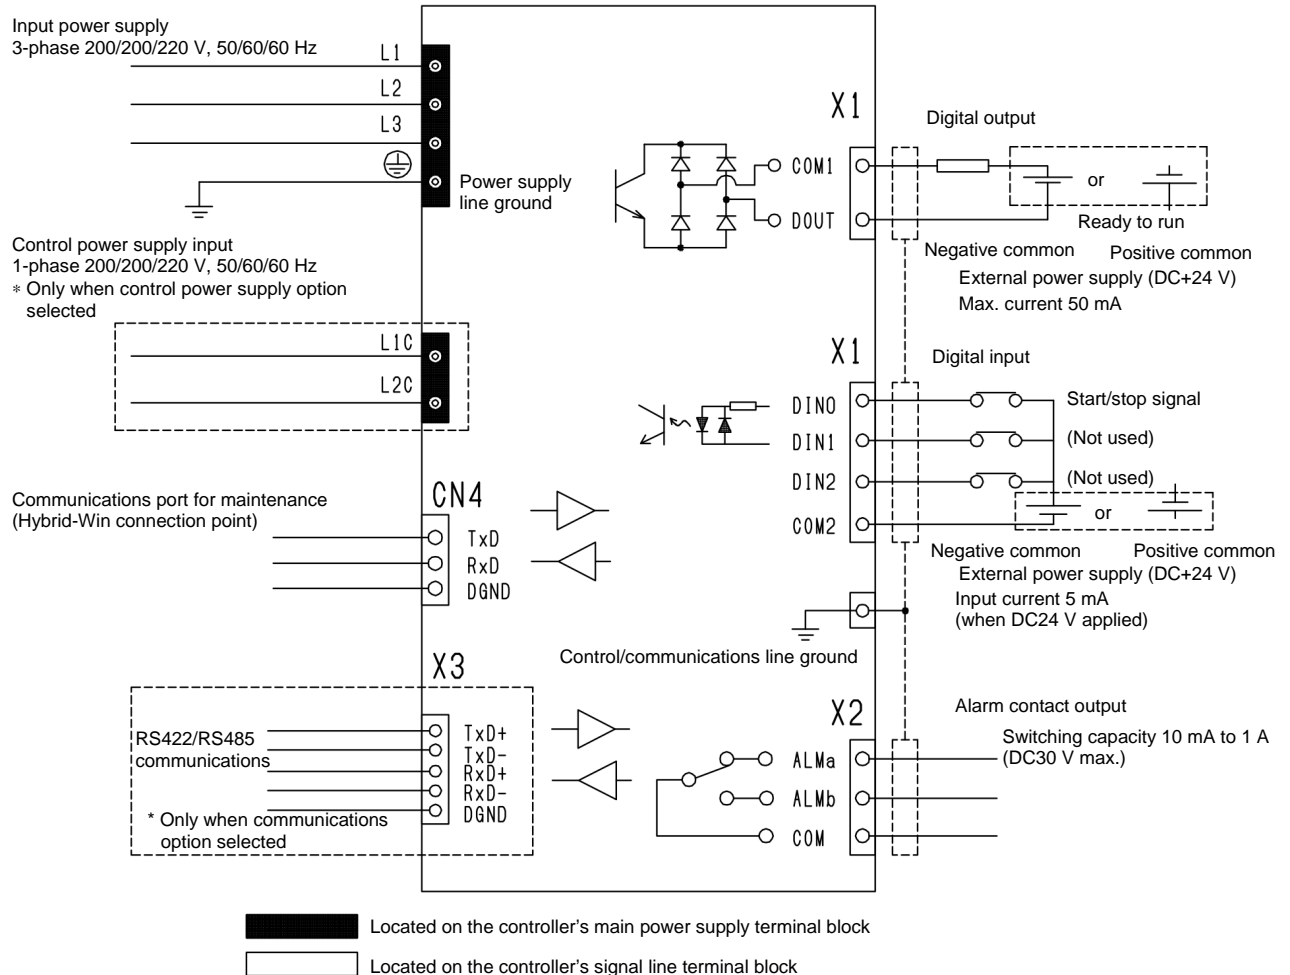 Input power supply
3-phase 200/200/220 V, 50/60/60 Hz
L1
L2
L3
Power supply
line ground
Control power supply input
1-phase 200/200/220 V, 50/60/60 Hz
* Only when control power supply option
selected
L1C
L2C
Communications port for maintenance
(Hybrid-Win connection point)
CN4
TxD
RxD
DGND
X3
RS422/RS485
communications
TxD+
TxD-
RxD+
RxD-
DGND
* Only when communications
option selected
X1
Digital output
COM1
DOUT
or
Ready to run
Negative common
Positive common
External power supply (DC+24 V)
Max. current 50 mA
X1
Digital input
DIN0
Start/stop signal
DIN1
(Not used)
DIN2
(Not used)
COM2
or
Negative common
Positive common
External power supply (DC+24 V)
Input current 5 mA
(when DC24 V applied)
Control/communications line ground
X2
Alarm contact output
Switching capacity 10 mA to 1 A
(DC30 V max.)
ALMa
ALMb
COM
Located on the controller's main power supply terminal block
Located on the controller's signal line terminal block